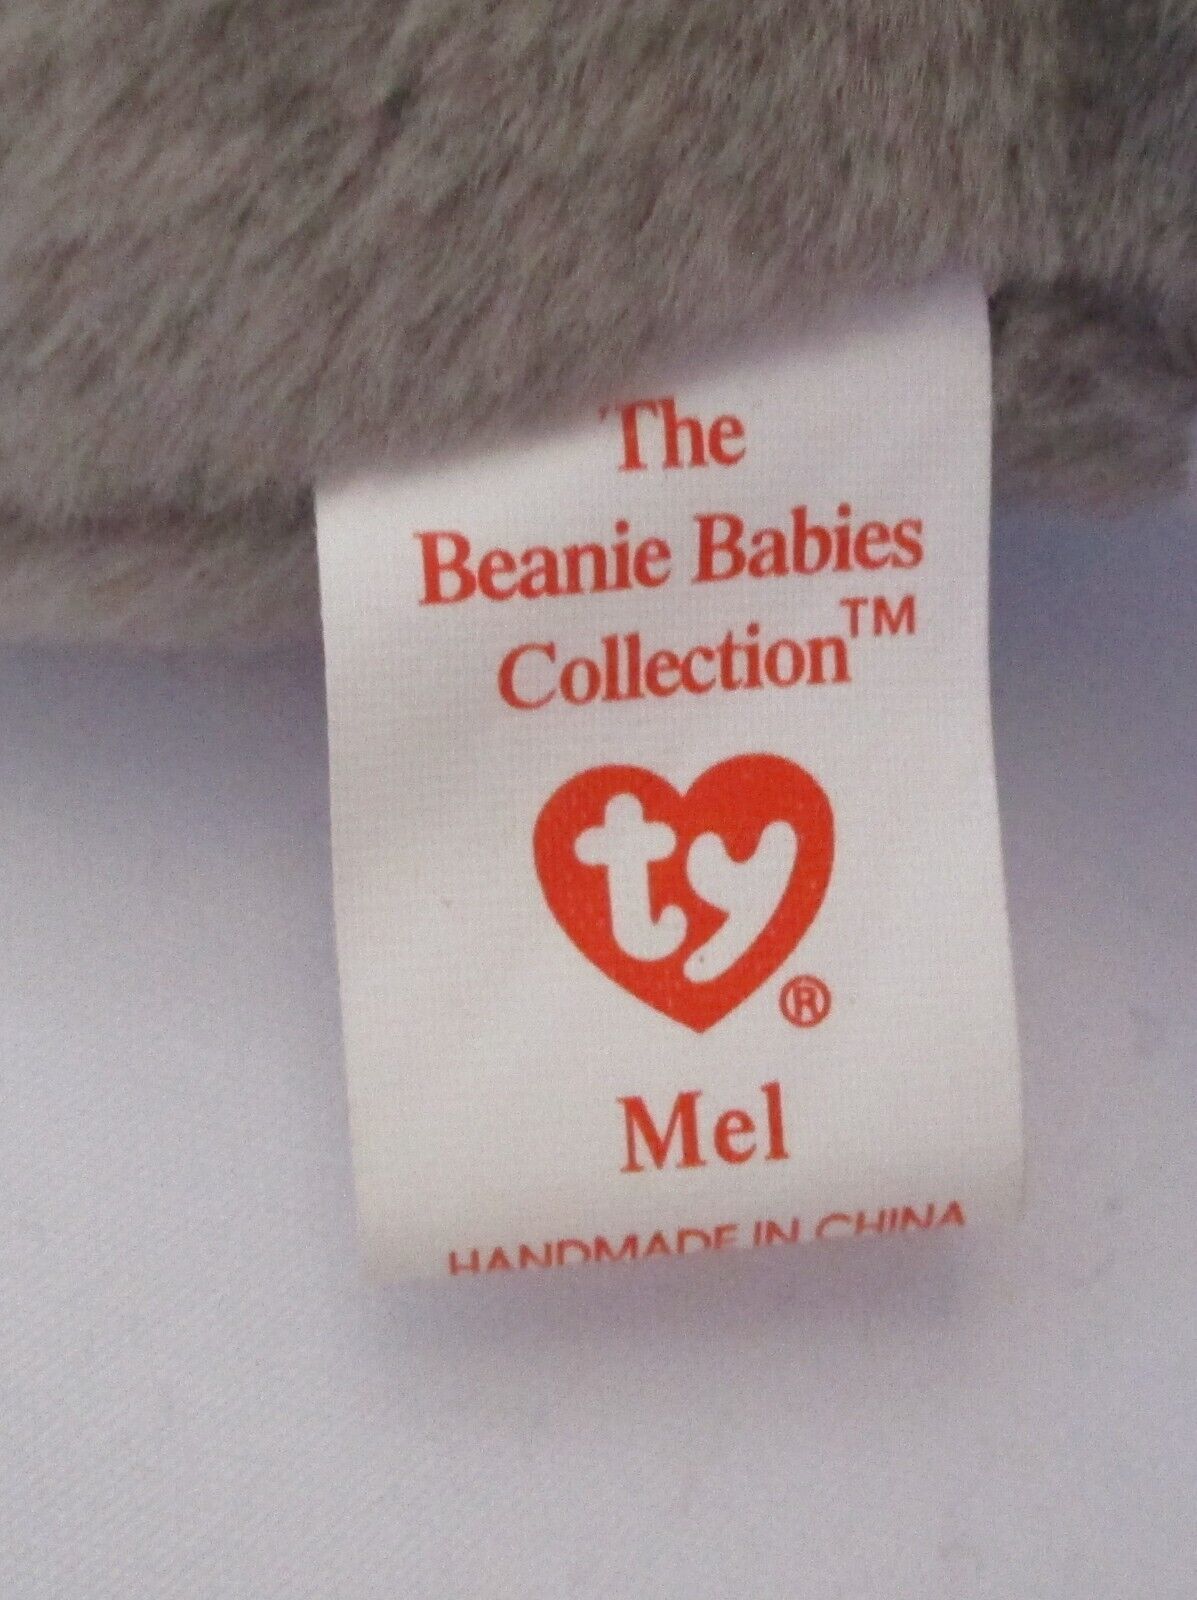 The
Beanie Babies
Collection™
ty®
Mel
HANDMADE IN CHINA